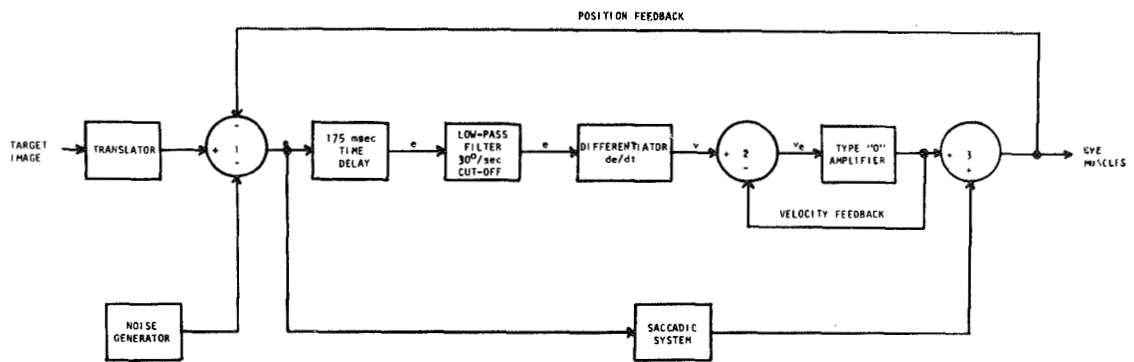 POSITION FEEDBACK
TARGET
IMAGE
TRANSLATOR
+
-
1
-
e
175 msec
TIME
DELAY
e
LOW-PASS
FILTER
30°/sec
CUT-OFF
e
DIFFERENTIATOR
de/dt
v
+
2
-
ve
TYPE "0"
AMPLIFIER
+
3
+
EYE
MUSCLES
VELOCITY FEEDBACK
NOISE
GENERATOR
SACCADIC
SYSTEM